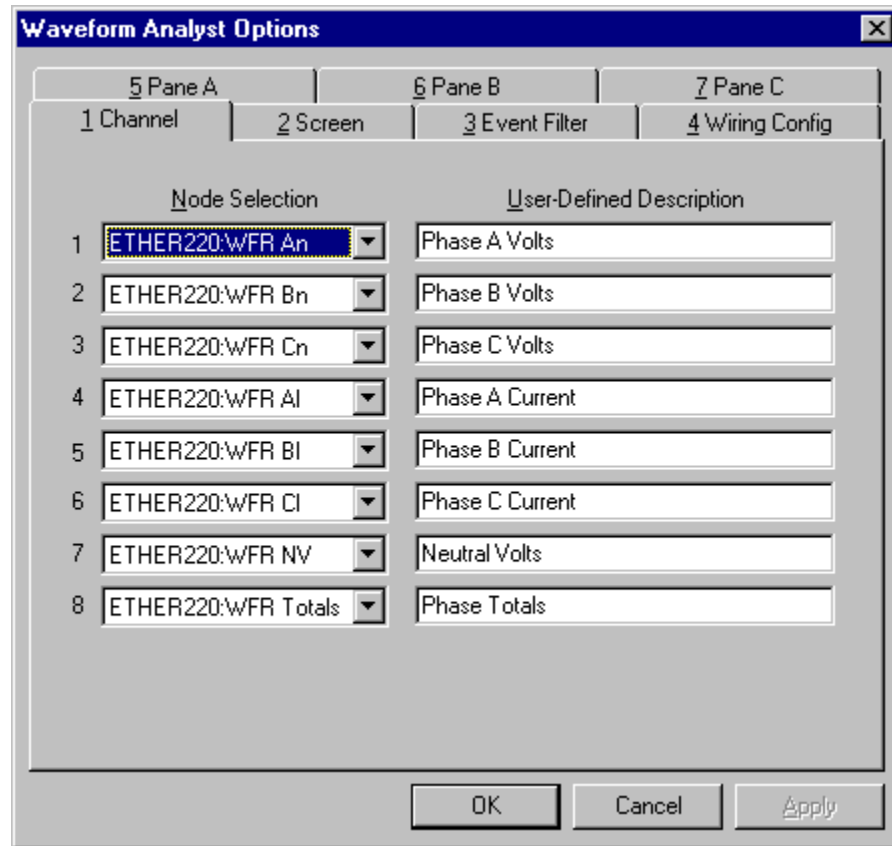 Waveform Analyst Options
5 Pane A 6 Pane B 7 Pane C
1 Channel 2 Screen 3 Event Filter 4 Wiring Config
Node Selection User-Defined Description
1 ETHER220:WFR An Phase A Volts
2 ETHER220:WFR Bn Phase B Volts
3 ETHER220:WFR Cn Phase C Volts
4 ETHER220:WFR AI Phase A Current
5 ETHER220:WFR BI Phase B Current
6 ETHER220:WFR CI Phase C Current
7 ETHER220:WFR NV Neutral Volts
8 ETHER220:WFR Totals Phase Totals
OK Cancel Apply